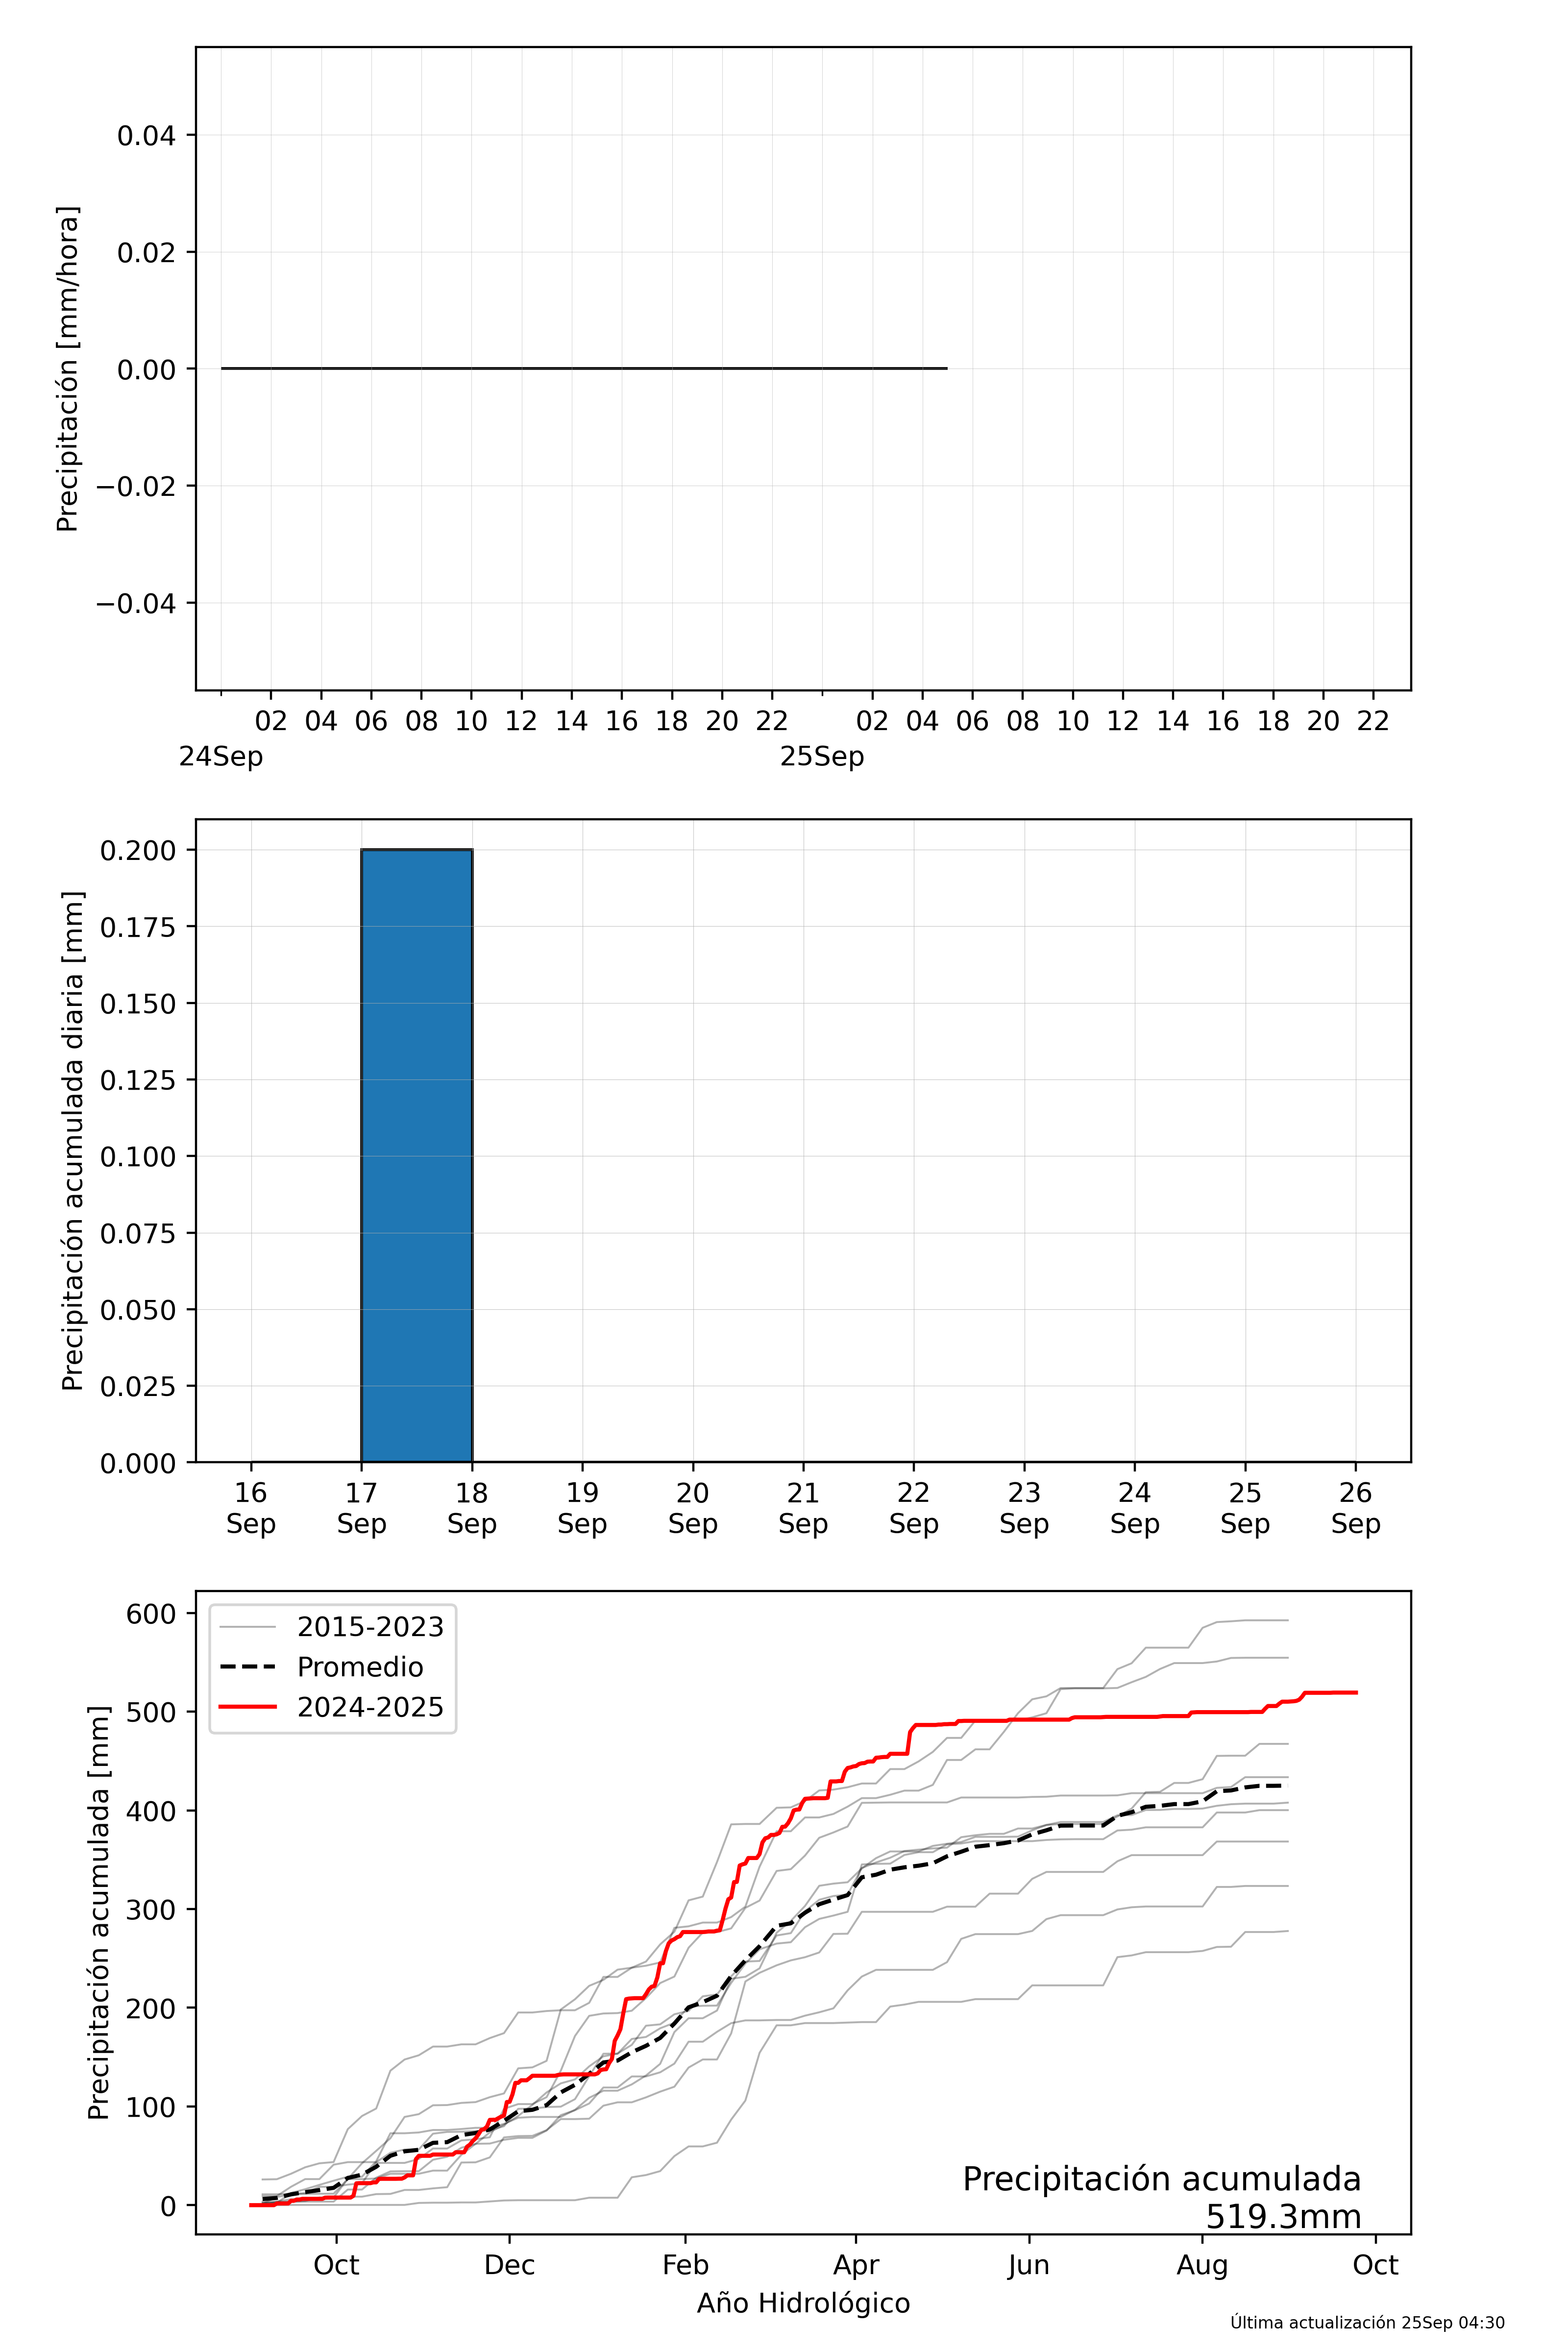 Precipitación [mm/hora]
0.04
0.02
0.00
−0.02
−0.04
02 04 06 08 10 12 14 16 18 20 22 02 04 06 08 10 12 14 16 18 20 22
24Sep 25Sep
Precipitación acumulada diaria [mm]
0.200
0.175
0.150
0.125
0.100
0.075
0.050
0.025
0.000
16 17 18 19 20 21 22 23 24 25 26
Sep Sep Sep Sep Sep Sep Sep Sep Sep Sep Sep
Precipitación acumulada [mm]
600
500
400
300
200
100
0
2015-2023
Promedio
2024-2025
Precipitación acumulada
519.3mm
Oct Dec Feb Apr Jun Aug Oct
Año Hidrológico
Última actualización 25Sep 04:30